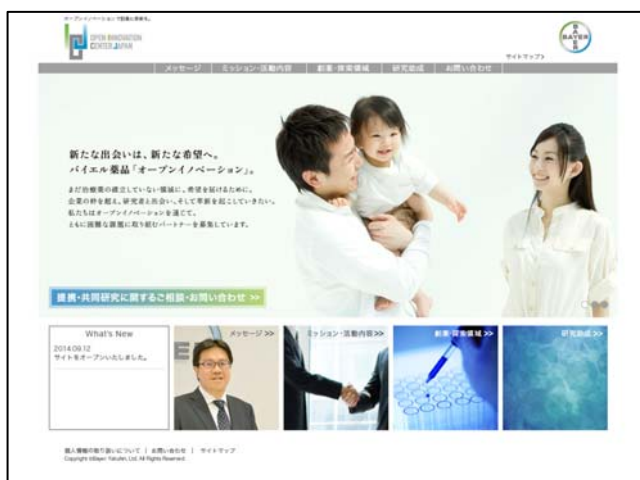 オープンイノベーションで創薬に革新を。
OPEN INNOVATION
CENTER JAPAN
BAYER
BAYER
サイトマップ>
メッセージ | ミッション・活動内容 | 創薬・探索領域 | 研究助成 | お問い合わせ
新たな出会いは、新たな希望へ。
バイエル薬品「オープンイノベーション」。
まだ治療薬の確立していない領域に、希望を届けるために。
企業の枠を超え、研究者と出会い、そして革新を起こしていきたい。
私たちはオープンイノベーションを通じて、
ともに困難な課題に取り組むパートナーを募集しています。
提携・共同研究に関するご相談・お問い合わせ >>
What's New
2014.09.12
サイトをオープンいたしました。
メッセージ>>
ミッション・活動内容>>
創薬・探索領域>>
研究助成>>
個人情報の取り扱いについて | お問い合わせ | サイトマップ
Copyright ©Bayer Yakuhin, Ltd. All Rights Reserved.